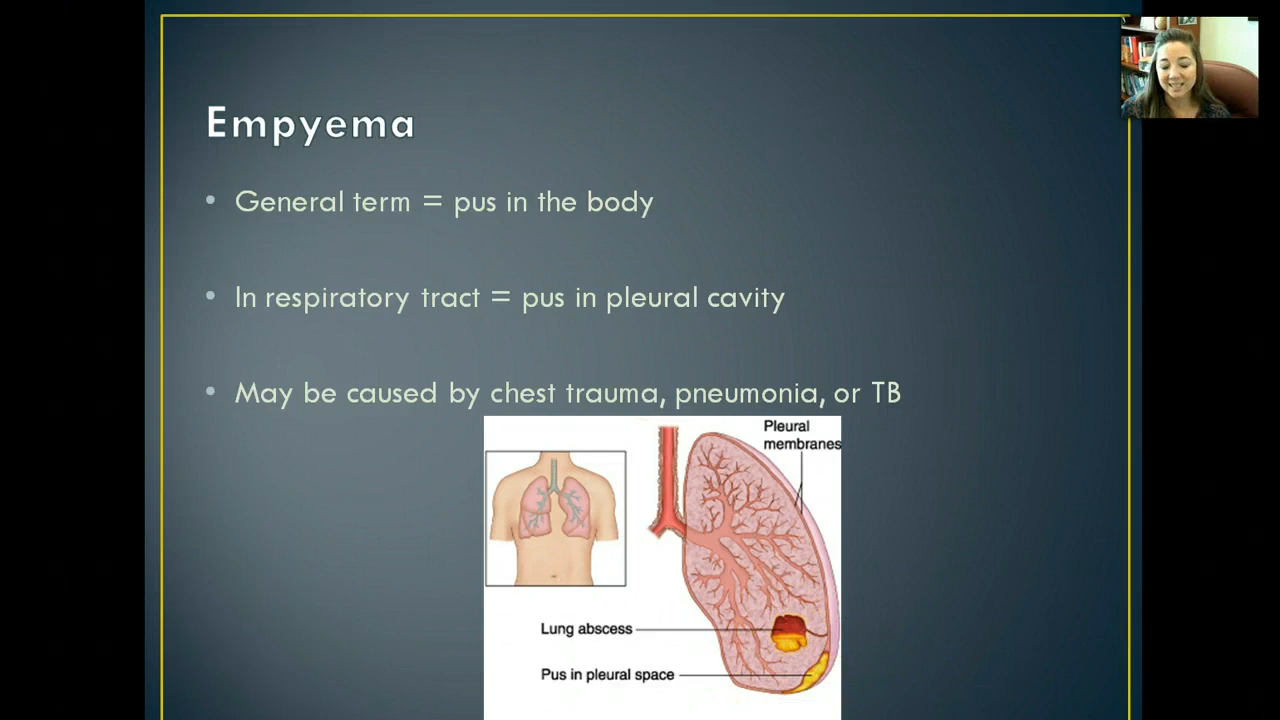 Empyema
• General term = pus in the body
• In respiratory tract = pus in pleural cavity
• May be caused by chest trauma, pneumonia, or TB
Pleural
membranes
Lung abscess
Pus in pleural space